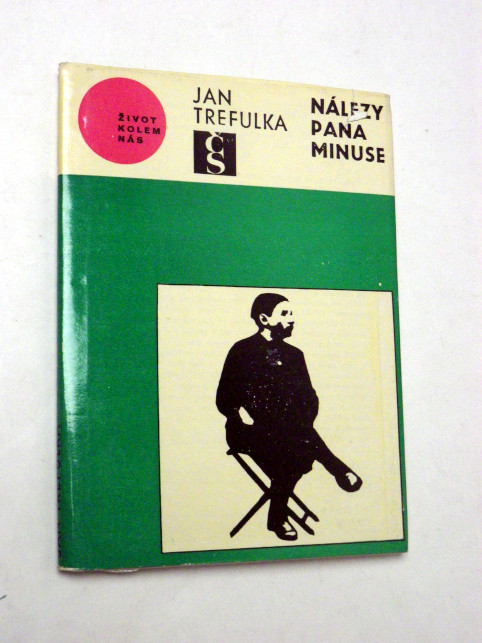 ŽIVOT
KOLEM
NÁS
JAN
TREFULKA
ČS
NÁLEZY
PANA
MINUSE